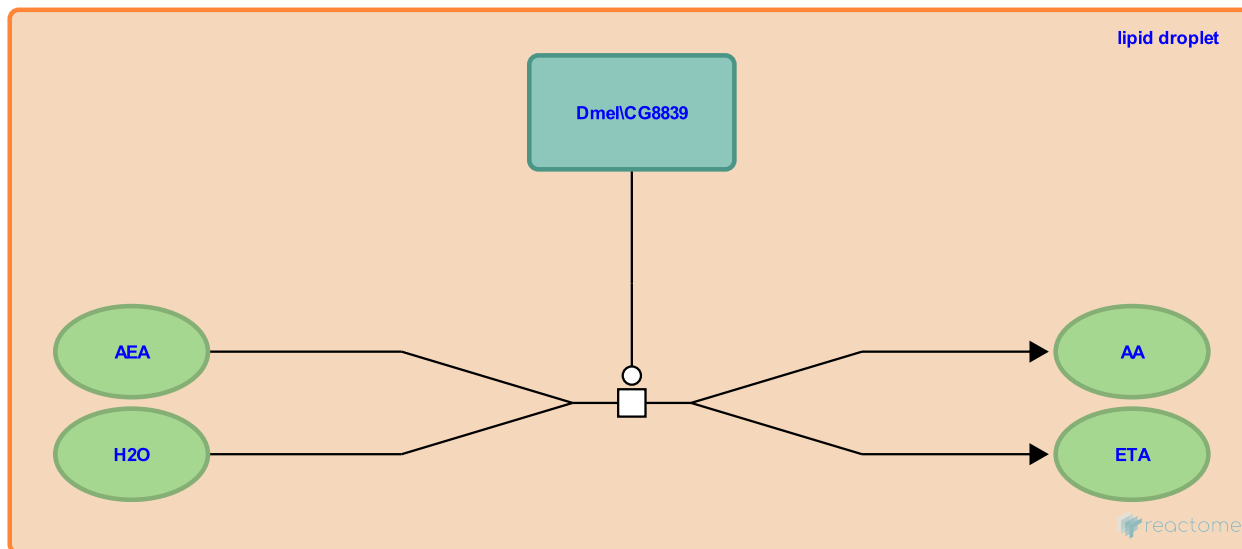 lipid droplet
Dmel\CG8839
AEA
AA
H2O
ETA
reactome